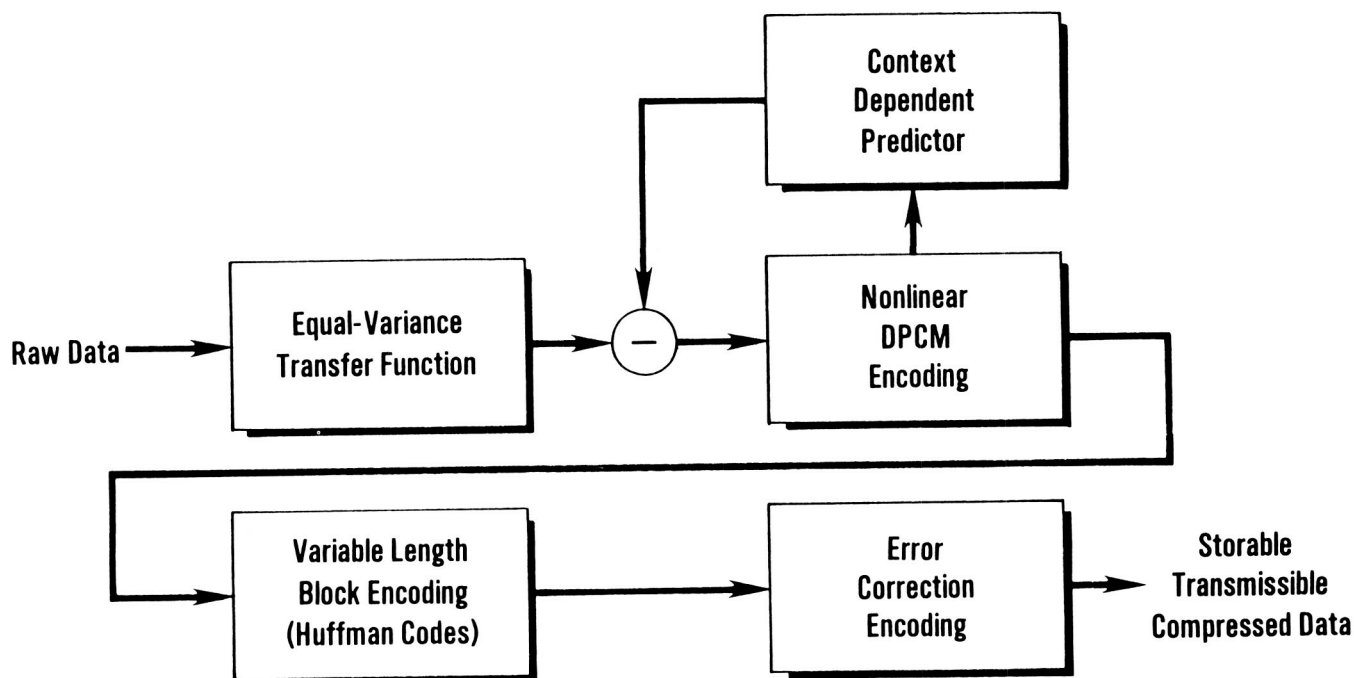 Context
Dependent
Predictor
Raw Data
Equal-Variance
Transfer Function
−
Nonlinear
DPCM
Encoding
Variable Length
Block Encoding
(Huffman Codes)
Error
Correction
Encoding
Storable
Transmissible
Compressed Data